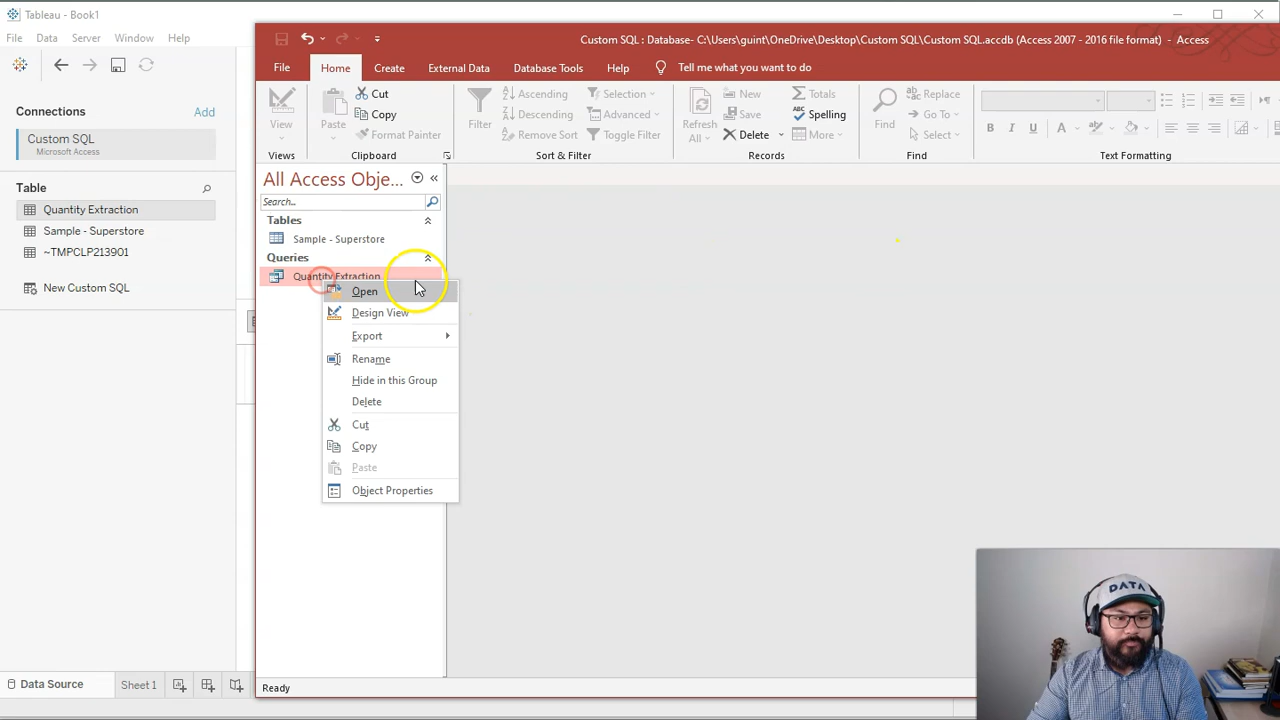 Tableau - Book1
File Data Server Window Help
Connections Add
Custom SQL
Microsoft Access
Table
Quantity Extraction
Sample - Superstore
~TMPCLP213901
New Custom SQL
Data Source Sheet 1
Custom SQL : Database- C:\Users\guint\OneDrive\Desktop\Custom SQL\Custom SQL.accdb (Access 2007 - 2016 file format) - Access
File Home Create External Data Database Tools Help Tell me what you want to do
View
Views
Paste
Cut
Copy
Format Painter
Clipboard
Filter
Ascending
Descending
Remove Sort
Selection
Advanced
Toggle Filter
Sort & Filter
Refresh
All
New
Save
Delete
Totals
Spelling
More
Records
Find
Replace
Go To
Select
Find
B I U A
Text Formatting
All Access Obje...
Search...
Tables
Sample - Superstore
Queries
Quantity Extraction
Open
Design View
Export
Rename
Hide in this Group
Delete
Cut
Copy
Paste
Object Properties
Ready
DATA